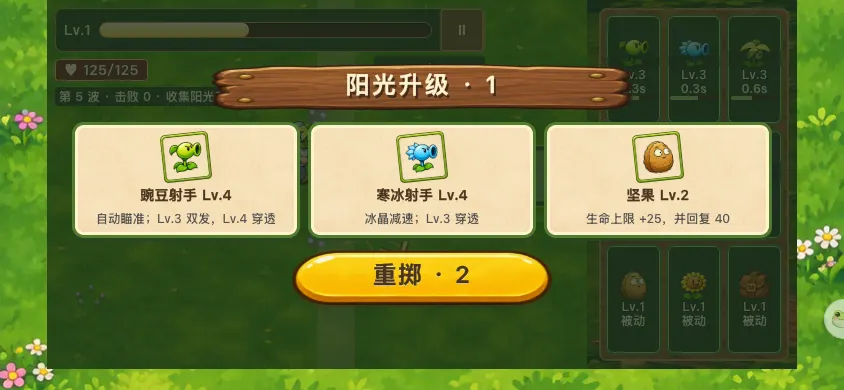 Lv.1
II
125/125
第 5 波 · 击败 0 · 收集阳光
阳光升级 · 1
Lv.3
Lv.3
.3s
0.3s
0.6s
豌豆射手 Lv.4
自动瞄准；Lv.3 双发，Lv.4 穿透
寒冰射手 Lv.4
冰晶减速；Lv.3 穿透
坚果 Lv.2
生命上限 +25，并回复 40
重掷 · 2
Lv.1
被动
Lv.1
被动
Lv.1
被动